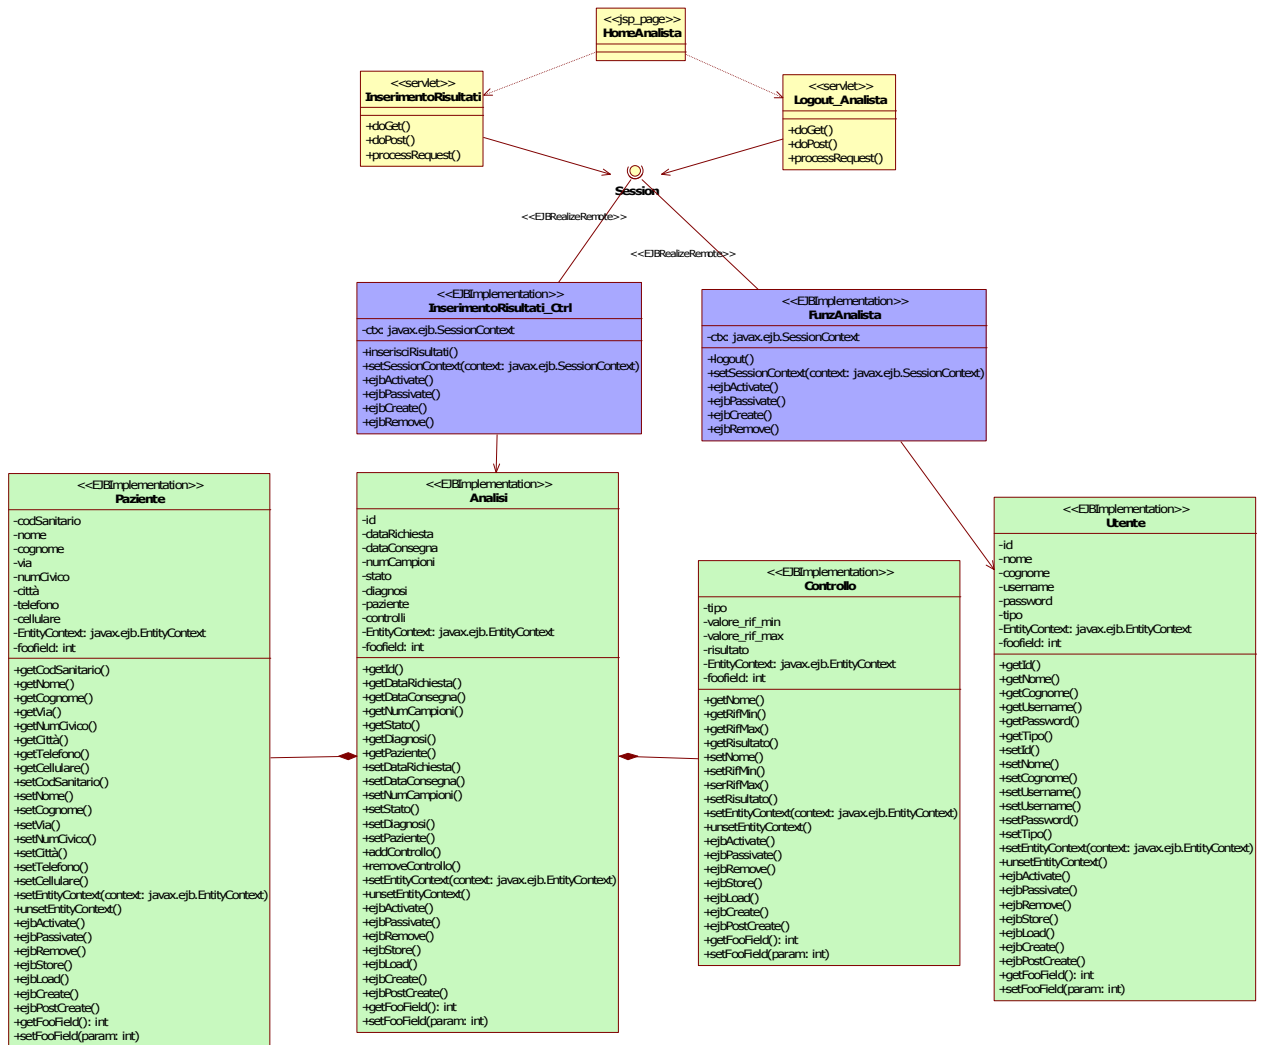 <<jsp_page>>
HomeAnalista
<<servlet>>
InserimentoRisultati
+doGet()
+doPost()
+processRequest()
<<servlet>>
Logout_Analista
+doGet()
+doPost()
+processRequest()
Session
<<EJBRealizeRemote>>
<<EJBRealizeRemote>>
<<EJBImplementation>>
InserimentoRisultati_Ctrl
-ctx: javax.ejb.SessionContext
+inserisciRisultati()
+setSessionContext(context: javax.ejb.SessionContext)
+ejbActivate()
+ejbPassivate()
+ejbCreate()
+ejbRemove()
<<EJBImplementation>>
FunzAnalista
-ctx: javax.ejb.SessionContext
+logout()
+setSessionContext(context: javax.ejb.SessionContext)
+ejbActivate()
+ejbPassivate()
+ejbCreate()
+ejbRemove()
<<EJBImplementation>>
Paziente
-codSanitario
-nome
-cognome
-via
-numCivico
-città
-telefono
-cellulare
-EntityContext: javax.ejb.EntityContext
-foofield: int
+getCodSanitario()
+getNome()
+getCognome()
+getVia()
+getNumCivico()
+getCittà()
+getTelefono()
+getCellulare()
+setCodSanitario()
+setNome()
+setCognome()
+setVia()
+setNumCivico()
+setCittà()
+setTelefono()
+setCellulare()
+setEntityContext(context: javax.ejb.EntityContext)
+unsetEntityContext()
+ejbActivate()
+ejbPassivate()
+ejbRemove()
+ejbStore()
+ejbLoad()
+ejbCreate()
+ejbPostCreate()
+getFooField(): int
+setFooField(param: int)
<<EJBImplementation>>
Analisi
-id
-dataRichiesta
-dataConsegna
-numCampioni
-stato
-diagnosi
-paziente
-controlli
-EntityContext: javax.ejb.EntityContext
-foofield: int
+getId()
+getDataRichiesta()
+getDataConsegna()
+getNumCampioni()
+getStato()
+getDiagnosi()
+getPaziente()
+setDataRichiesta()
+setDataConsegna()
+setNumCampioni()
+setStato()
+setDiagnosi()
+setPaziente()
+addControllo()
+removeControllo()
+setEntityContext(context: javax.ejb.EntityContext)
+unsetEntityContext()
+ejbActivate()
+ejbPassivate()
+ejbRemove()
+ejbStore()
+ejbLoad()
+ejbCreate()
+ejbPostCreate()
+getFooField(): int
+setFooField(param: int)
<<EJBImplementation>>
Controllo
-tipo
-valore_rif_min
-valore_rif_max
-risultato
-EntityContext: javax.ejb.EntityContext
-foofield: int
+getNome()
+getRifMin()
+getRifMax()
+getRisultato()
+setNome()
+setRifMin()
+serRifMax()
+setRisultato()
+setEntityContext(context: javax.ejb.EntityContext)
+unsetEntityContext()
+ejbActivate()
+ejbPassivate()
+ejbRemove()
+ejbStore()
+ejbLoad()
+ejbCreate()
+ejbPostCreate()
+getFooField(): int
+setFooField(param: int)
<<EJBImplementation>>
Utente
-id
-nome
-cognome
-username
-password
-tipo
-EntityContext: javax.ejb.EntityContext
-foofield: int
+getId()
+getNome()
+getCognome()
+getUsername()
+getPassword()
+getTipo()
+setId()
+setNome()
+setCognome()
+setUsername()
+setUsername()
+setPassword()
+setTipo()
+setEntityContext(context: javax.ejb.EntityContext)
+unsetEntityContext()
+ejbActivate()
+ejbPassivate()
+ejbRemove()
+ejbStore()
+ejbLoad()
+ejbCreate()
+ejbPostCreate()
+getFooField(): int
+setFooField(param: int)